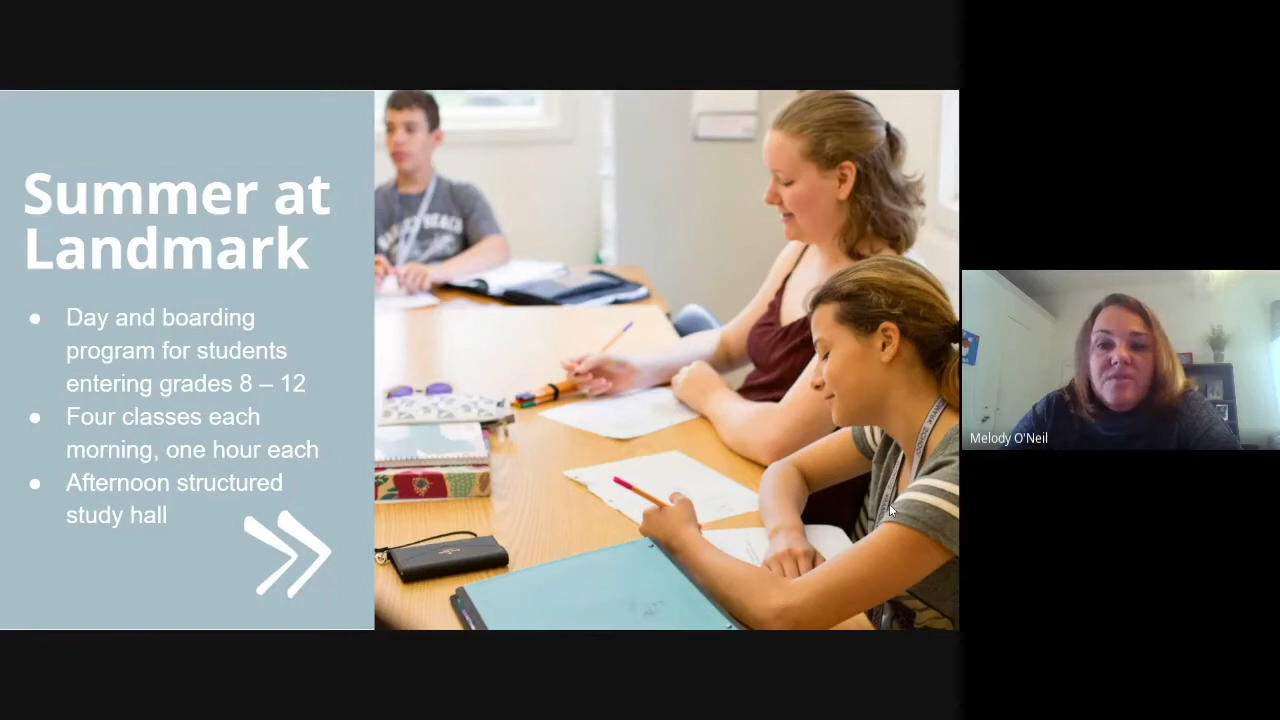 Summer at
Landmark
● Day and boarding
program for students
entering grades 8 – 12
● Four classes each
morning, one hour each
● Afternoon structured
study hall
Melody O'Neil